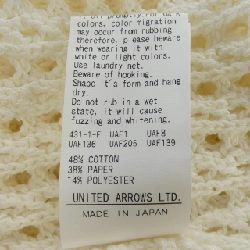 colors, color migration
may occur from rubbing
therefore, please beware
when wearing it with
white or light colors.
Use laundry net.
Beware of hooking.
Shape it's form and hang
dry.
Do not rub in a wet
state, it will cause
fuzzing and whitening.
431-1-F UAF1 UAF8
UAF136 UAF206 UAF139
48% COTTON
38% PAPER
14% POLYESTER
UNITED ARROWS LTD.
MADE IN JAPAN